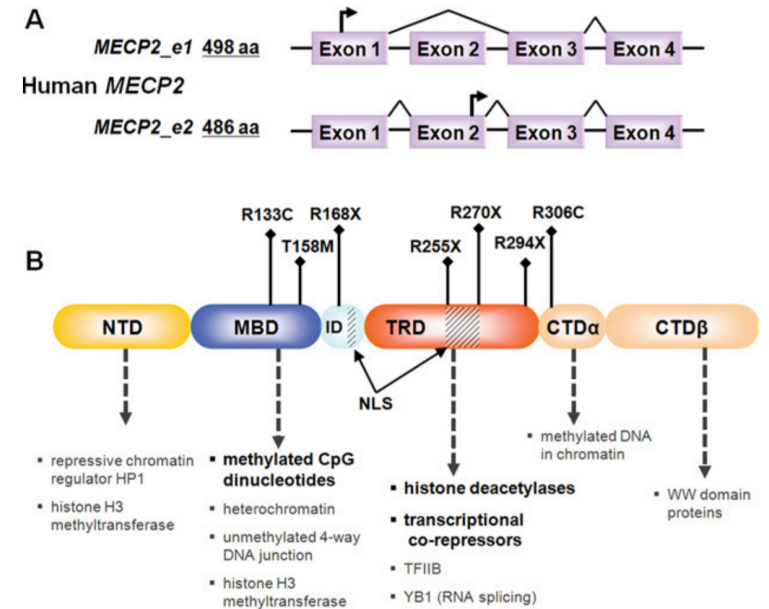 A
MECP2_e1 498 aa
Exon 1 Exon 2 Exon 3 Exon 4
Human MECP2
MECP2_e2 486 aa
Exon 1 Exon 2 Exon 3 Exon 4
B
R133C R168X R270X R306C
T158M R255X R294X
NTD MBD ID TRD CTDα CTDβ
NLS
▪ repressive chromatin
regulator HP1
▪ histone H3
methyltransferase
▪ methylated CpG
dinucleotides
▪ heterochromatin
▪ unmethylated 4-way
DNA junction
▪ histone H3
methyltransferase
▪ histone deacetylases
▪ transcriptional
co-repressors
▪ TFIIB
▪ YB1 (RNA splicing)
▪ methylated DNA
in chromatin
▪ WW domain
proteins